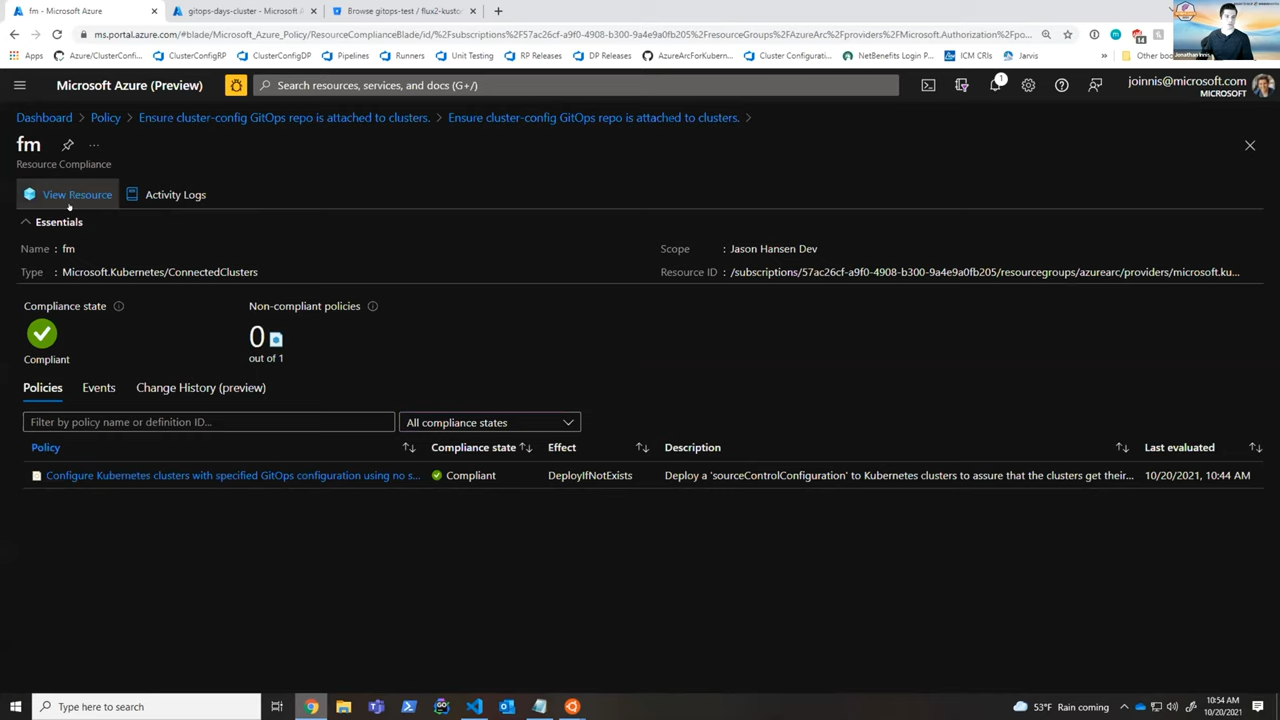 fm - Microsoft Azure
gitops-days-cluster - Microsoft A
Browse gitops-test / flux2-kusto
ms.portal.azure.com/#blade/Microsoft_Azure_Policy/ResourceComplianceBlade/id/%2Fsubscriptions%2F57ac26cf-a9f0-4908-b300-9a4e9a0fb205%2FresourceGroups%2FAzureArc%2Fproviders%2FMicrosoft.Authorization%2Fpo...
Apps
Azure/ClusterConfi...
ClusterConfigRP
ClusterConfigDP
Pipelines
Runners
Unit Testing
RP Releases
DP Releases
AzureArcForKubern...
Cluster Configurati...
NetBenefits Login P...
ICM CRIs
Jarvis
»
Other boo
Microsoft Azure (Preview)
Search resources, services, and docs (G+/)
1
joinnis@microsoft.com
MICROSOFT
Dashboard > Policy > Ensure cluster-config GitOps repo is attached to clusters. > Ensure cluster-config GitOps repo is attached to clusters. >
fm
...
Resource Compliance
View Resource
Activity Logs
Essentials
Name : fm
Scope : Jason Hansen Dev
Type : Microsoft.Kubernetes/ConnectedClusters
Resource ID : /subscriptions/57ac26cf-a9f0-4908-b300-9a4e9a0fb205/resourcegroups/azurearc/providers/microsoft.ku...
Compliance state
Non-compliant policies
Compliant
0
out of 1
Policies
Events
Change History (preview)
Filter by policy name or definition ID...
All compliance states
Policy
Compliance state
Effect
Description
Last evaluated
Configure Kubernetes clusters with specified GitOps configuration using no s...
Compliant
DeployIfNotExists
Deploy a 'sourceControlConfiguration' to Kubernetes clusters to assure that the clusters get their...
10/20/2021, 10:44 AM
Type here to search
53°F Rain coming
10:54 AM
10/20/2021